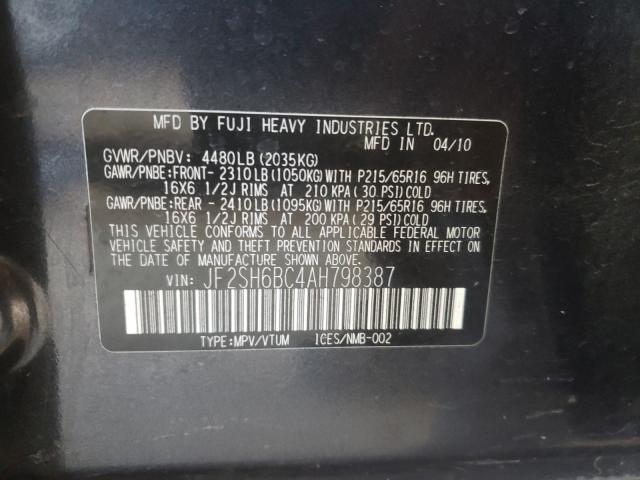 MFD BY FUJI HEAVY INDUSTRIES LTD.
MFD IN 04/10
GVWR/PNBV: 4480LB(2035KG)
GAWR/PNBE:FRONT- 2310LB(1050KG)WITH P215/65R16 96H TIRES,
16X6 1/2J RIMS AT 210 KPA( 30 PSI)COLD
GAWR/PNBE:REAR - 2410LB(1095KG)WITH P215/65R16 96H TIRES,
16X6 1/2J RIMS AT 200 KPA( 29 PSI)COLD
THIS VEHICLE CONFORMS TO ALL APPLICABLE FEDERAL MOTOR
VEHICLE SAFETY AND THEFT PREVENTION STANDARDS IN EFFECT ON
THE DATE OF MANUFACTURE SHOWN ABOVE.
VIN: JF2SH6BC4AH798387
TYPE:MPV/VTUM ICES/NMB-002